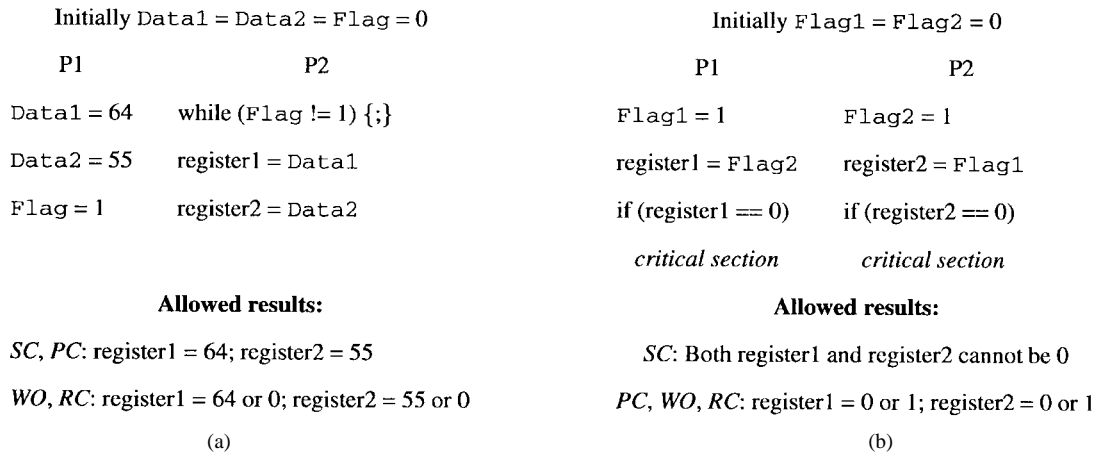 Initially Data1 = Data2 = Flag = 0
P1 P2
Data1 = 64 while (Flag != 1) {;}
Data2 = 55 register1 = Data1
Flag = 1 register2 = Data2
Allowed results:
SC, PC: register1 = 64; register2 = 55
WO, RC: register1 = 64 or 0; register2 = 55 or 0
(a)
Initially Flag1 = Flag2 = 0
P1 P2
Flag1 = 1 Flag2 = 1
register1 = Flag2 register2 = Flag1
if (register1 == 0) if (register2 == 0)
critical section critical section
Allowed results:
SC: Both register1 and register2 cannot be 0
PC, WO, RC: register1 = 0 or 1; register2 = 0 or 1
(b)